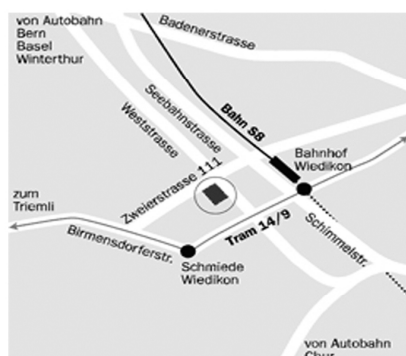 von Autobahn
Bern
Basel
Winterthur
Badenerstrasse
Seebahnstrasse
Weststrasse
Bahn S8
Bahnhof
Wiedikon
Zweierstrasse 111
zum
Triemli
Birmensdorferstr.
Tram 14/9
Schimmelstr.
Schmiede
Wiedikon
von Autobahn
Chur